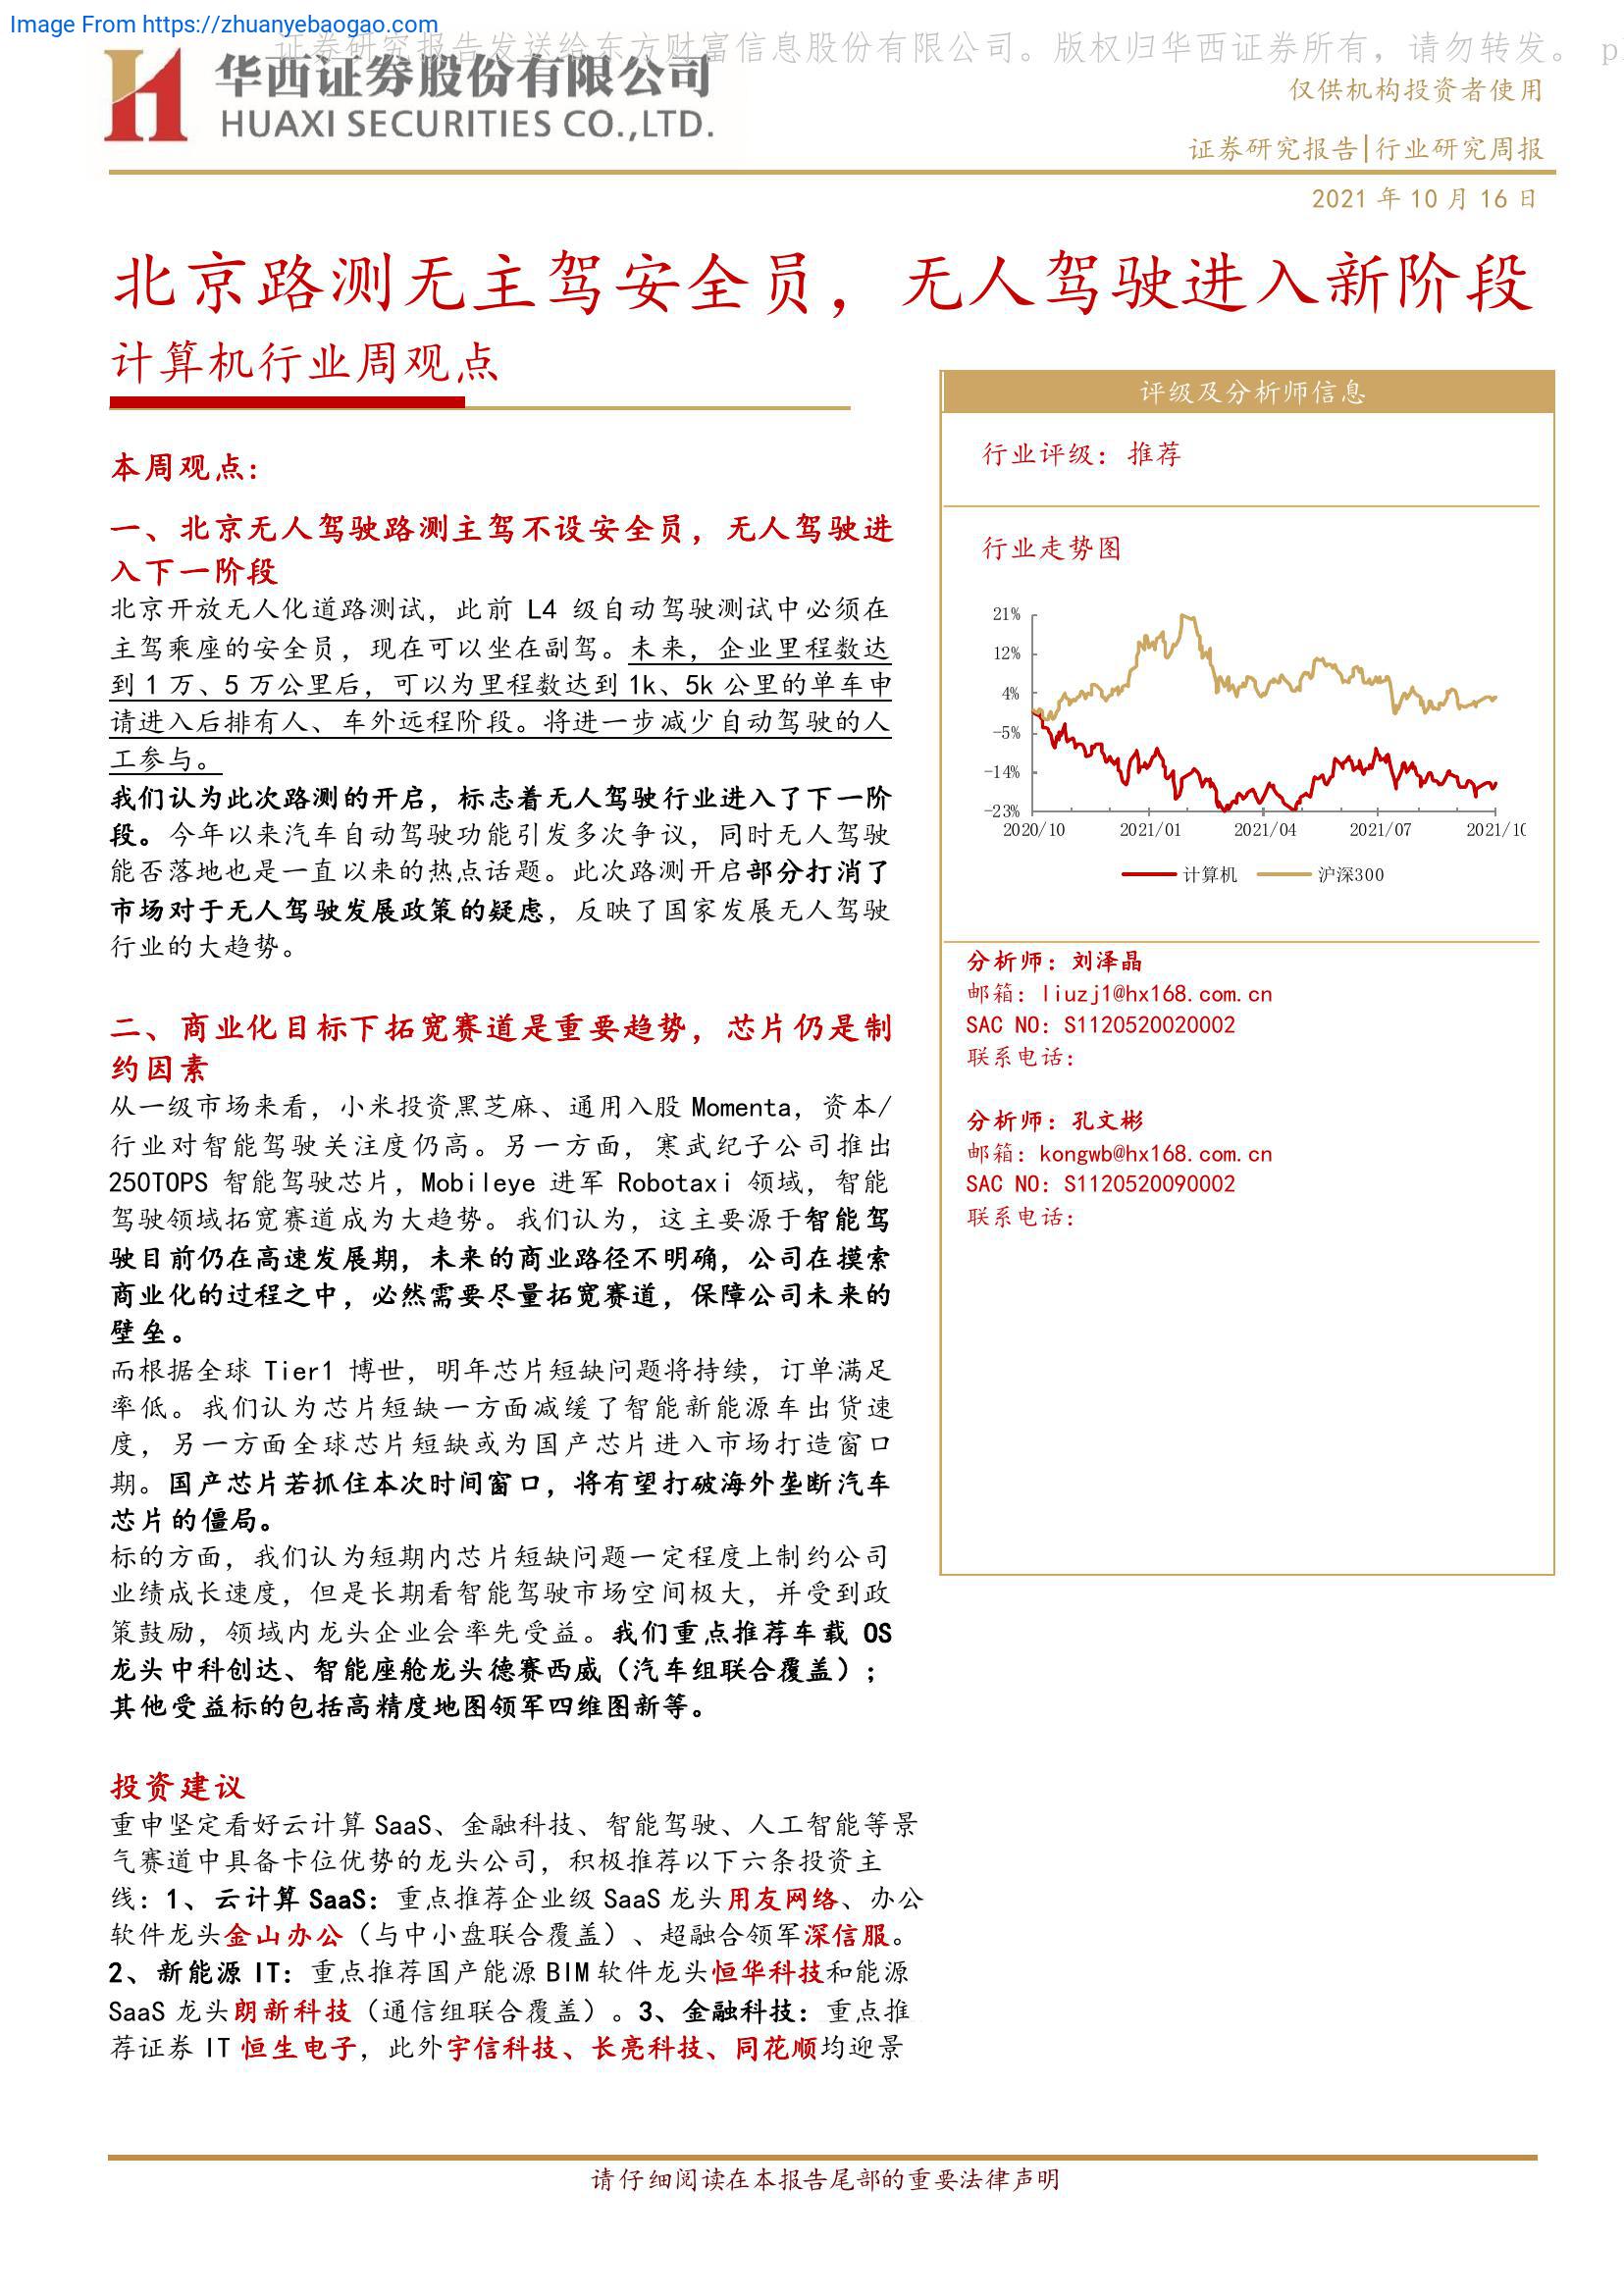 Image From https://zhuanyebaogao.com
证券研究报告发送给东方财富信息股份有限公司。版权归华西证券所有，请勿转发。 p
华西证券股份有限公司
HUAXI SECURITIES CO.,LTD.
仅供机构投资者使用
证券研究报告|行业研究周报
2021 年 10 月 16 日
北京路测无主驾安全员，无人驾驶进入新阶段
计算机行业周观点
本周观点：
一、北京无人驾驶路测主驾不设安全员，无人驾驶进
入下一阶段
北京开放无人化道路测试，此前 L4 级自动驾驶测试中必须在
主驾乘座的安全员，现在可以坐在副驾。未来，企业里程数达
到 1 万、5 万公里后，可以为里程数达到 1k、5k 公里的单车申
请进入后排有人、车外远程阶段。将进一步减少自动驾驶的人
工参与。
我们认为此次路测的开启，标志着无人驾驶行业进入了下一阶
段。今年以来汽车自动驾驶功能引发多次争议，同时无人驾驶
能否落地也是一直以来的热点话题。此次路测开启部分打消了
市场对于无人驾驶发展政策的疑虑，反映了国家发展无人驾驶
行业的大趋势。
二、商业化目标下拓宽赛道是重要趋势，芯片仍是制
约因素
从一级市场来看，小米投资黑芝麻、通用入股 Momenta，资本/
行业对智能驾驶关注度仍高。另一方面，寒武纪子公司推出
250TOPS 智能驾驶芯片，Mobileye 进军 Robotaxi 领域，智能
驾驶领域拓宽赛道成为大趋势。我们认为，这主要源于智能驾
驶目前仍在高速发展期，未来的商业路径不明确，公司在摸索
商业化的过程之中，必然需要尽量拓宽赛道，保障公司未来的
壁垒。
而根据全球 Tier1 博世，明年芯片短缺问题将持续，订单满足
率低。我们认为芯片短缺一方面减缓了智能新能源车出货速
度，另一方面全球芯片短缺或为国产芯片进入市场打造窗口
期。国产芯片若抓住本次时间窗口，将有望打破海外垄断汽车
芯片的僵局。
标的方面，我们认为短期内芯片短缺问题一定程度上制约公司
业绩成长速度，但是长期看智能驾驶市场空间极大，并受到政
策鼓励，领域内龙头企业会率先受益。我们重点推荐车载 OS
龙头中科创达、智能座舱龙头德赛西威（汽车组联合覆盖）；
其他受益标的包括高精度地图领军四维图新等。
投资建议
重申坚定看好云计算 SaaS、金融科技、智能驾驶、人工智能等景
气赛道中具备卡位优势的龙头公司，积极推荐以下六条投资主
线：1、云计算 SaaS：重点推荐企业级 SaaS 龙头用友网络、办公
软件龙头金山办公（与中小盘联合覆盖）、超融合领军深信服。
2、新能源 IT：重点推荐国产能源 BIM 软件龙头恒华科技和能源
SaaS 龙头朗新科技（通信组联合覆盖）。3、金融科技：重点推
荐证券 IT 恒生电子，此外宇信科技、长亮科技、同花顺均迎景
评级及分析师信息
行业评级：推荐
行业走势图
21%
12%
4%
-5%
-14%
-23%
2020/10 2021/01 2021/04 2021/07 2021/10
计算机 沪深300
分析师：刘泽晶
邮箱：liuzj1@hx168.com.cn
SAC NO：S1120520020002
联系电话：
分析师：孔文彬
邮箱：kongwb@hx168.com.cn
SAC NO：S1120520090002
联系电话：
请仔细阅读在本报告尾部的重要法律声明